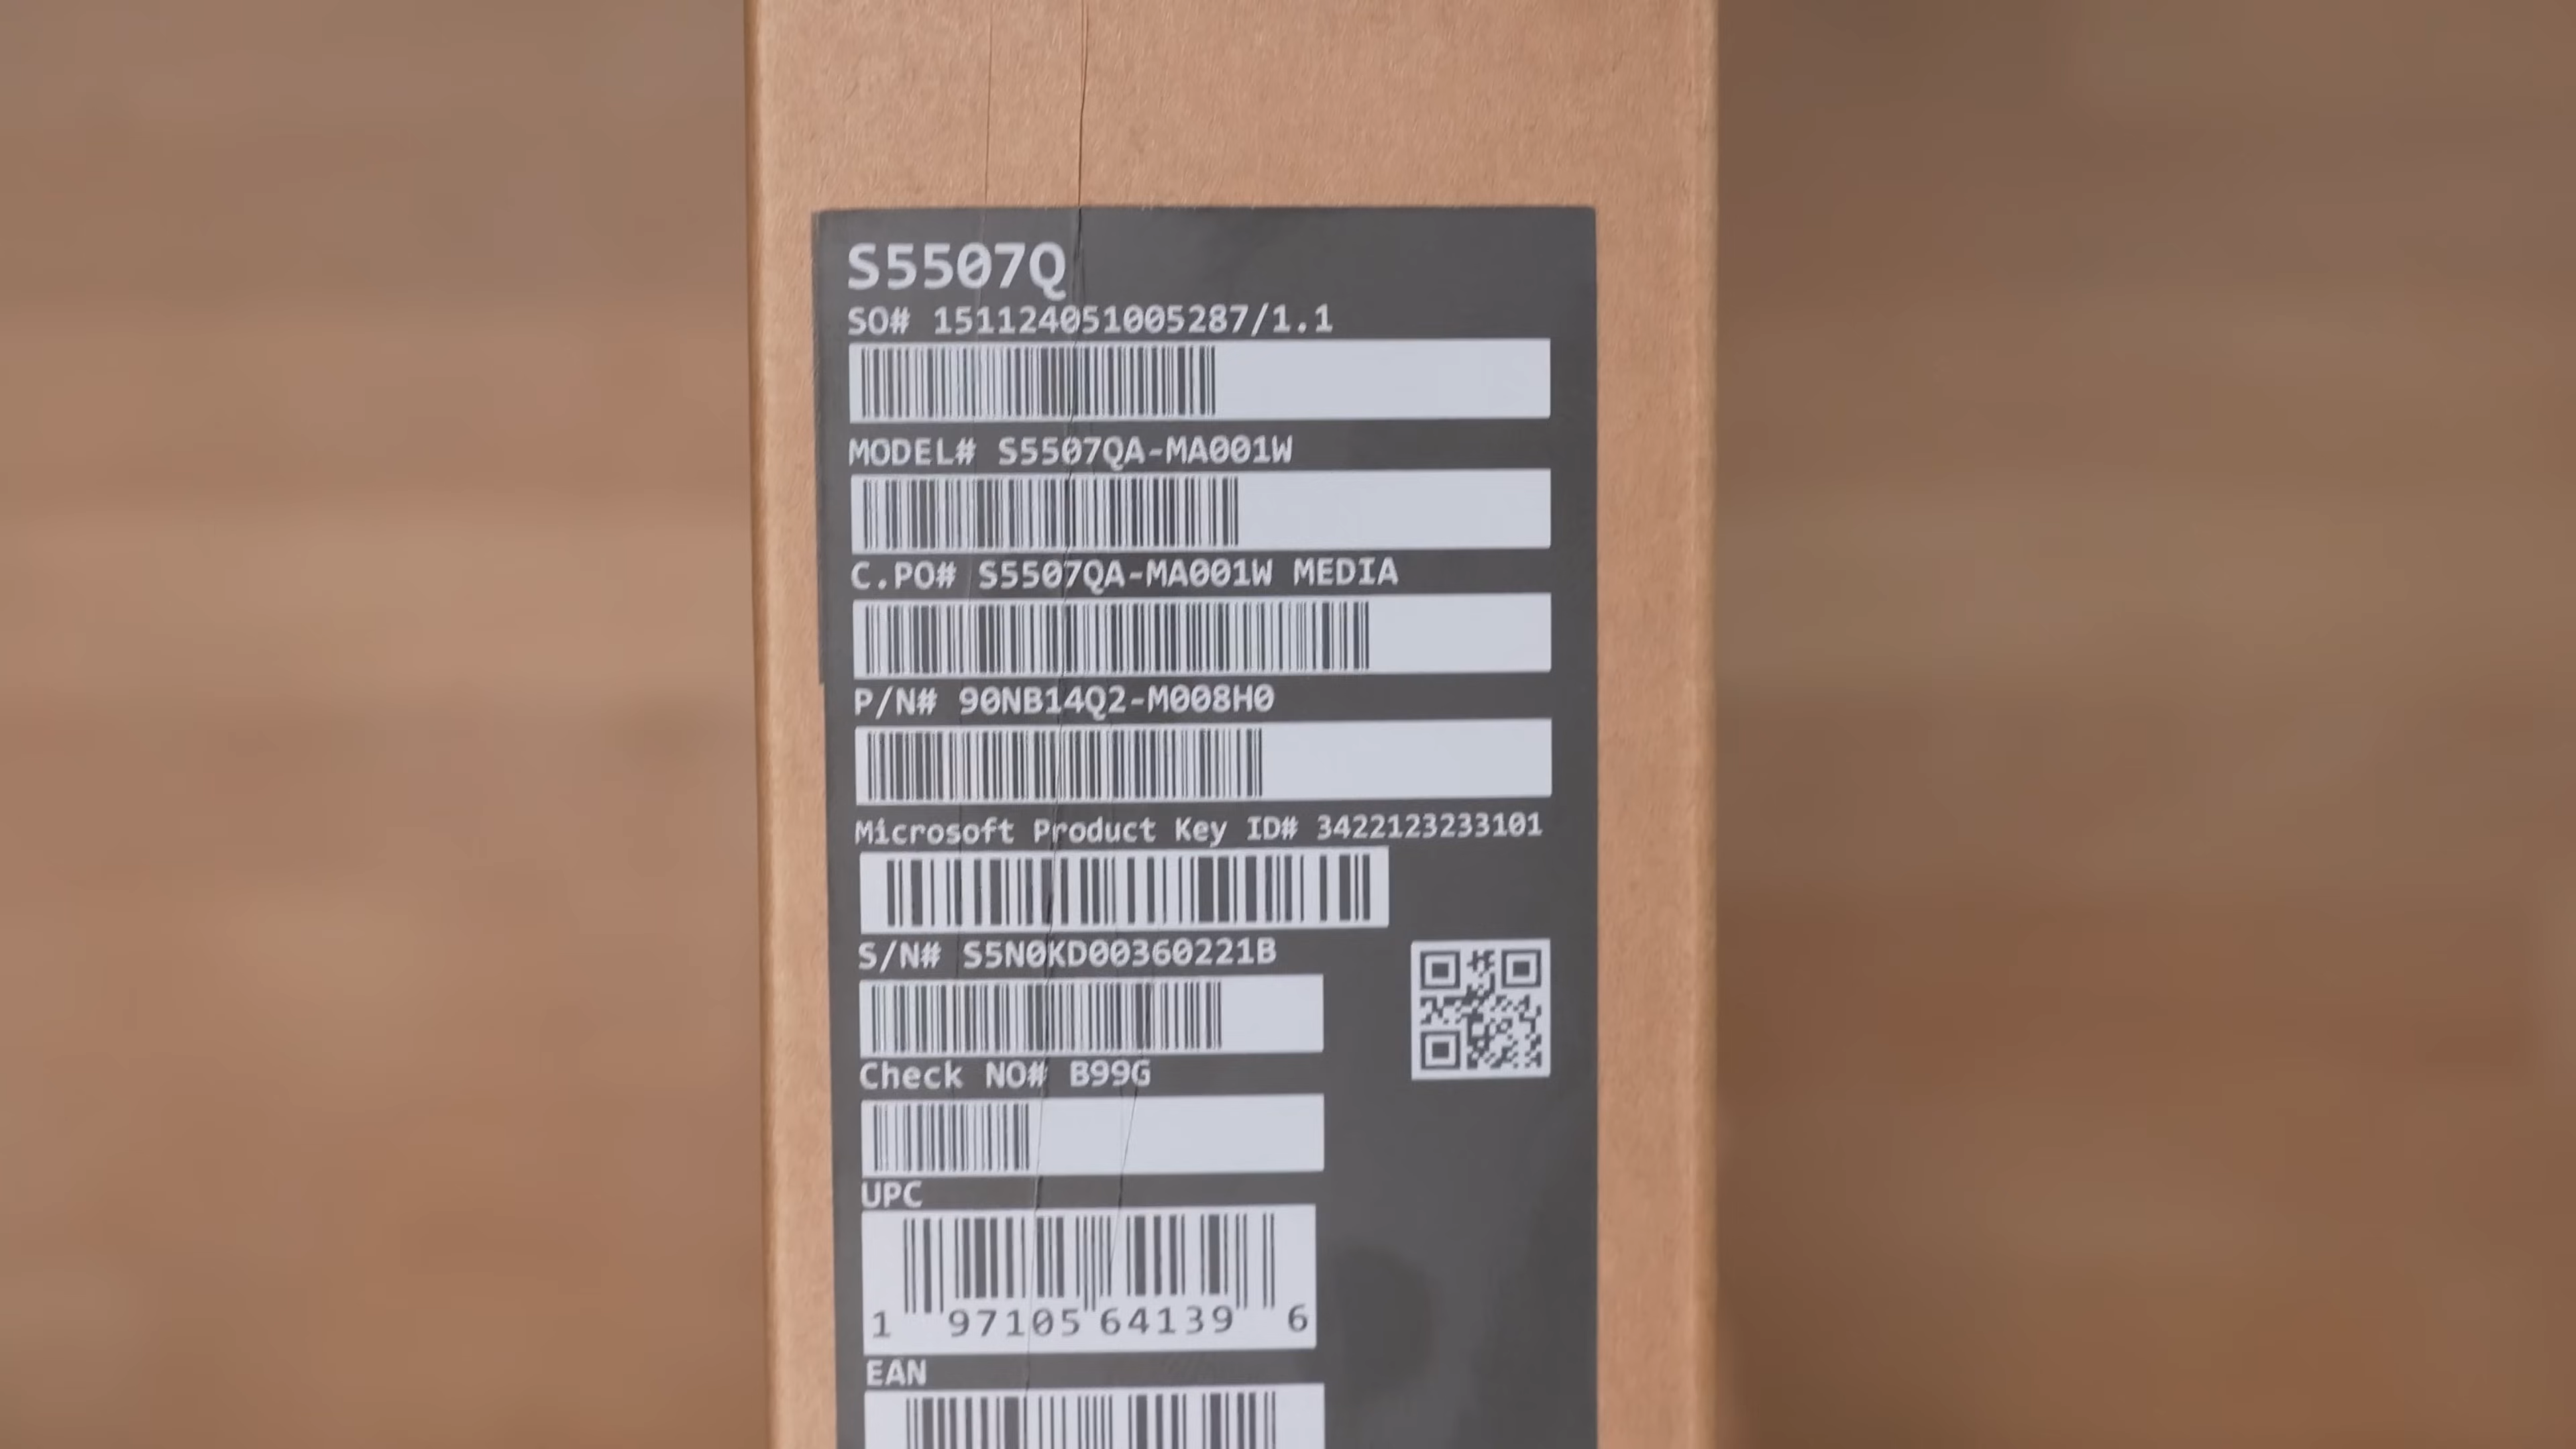 S5507Q
SO# 151124051005287/1.1
MODEL# S5507QA-MA001W
C.PO# S5507QA-MA001W MEDIA
P/N# 90NB14Q2-M008H0
Microsoft Product Key ID# 3422123233101
S/N# S5N0KD00360221B
Check NO# B99G
UPC
1 97105 64139 6
EAN